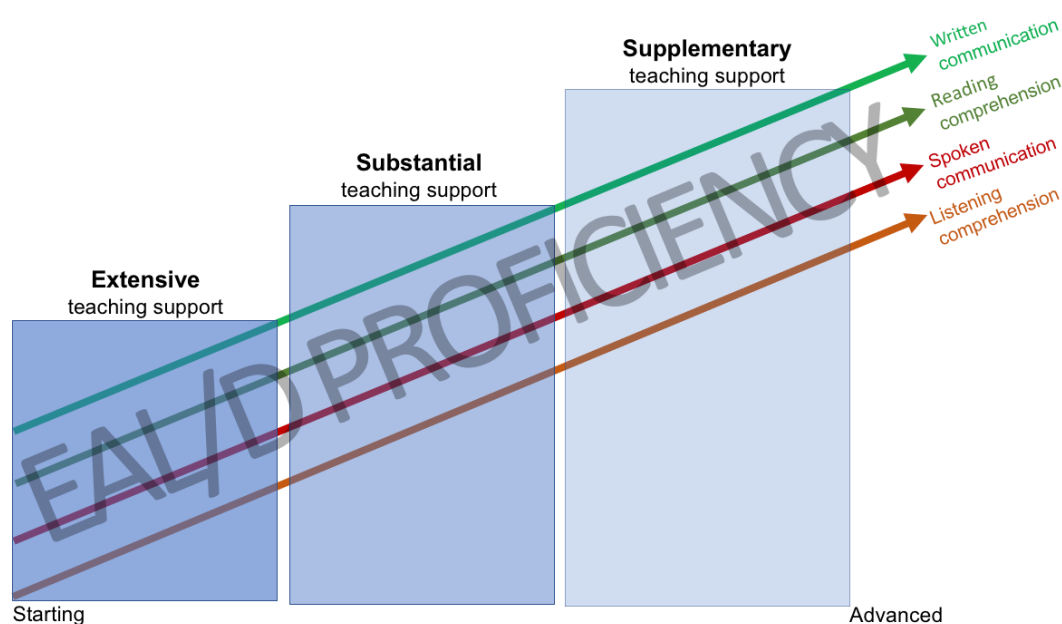 Supplementary
teaching support
Written
communication
Reading
comprehension
Substantial
teaching support
Spoken
communication
Listening
comprehension
Extensive
teaching support
EAL/D PROFICIENCY
Starting
Advanced